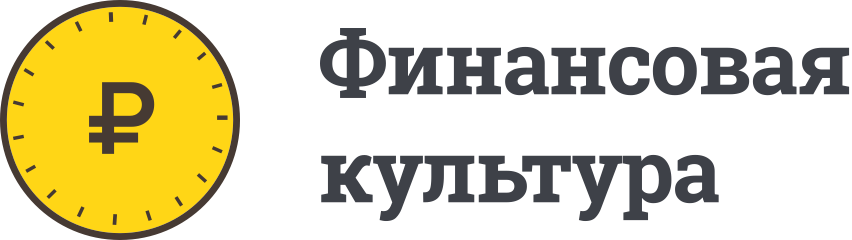 ₽
Финансовая
культура